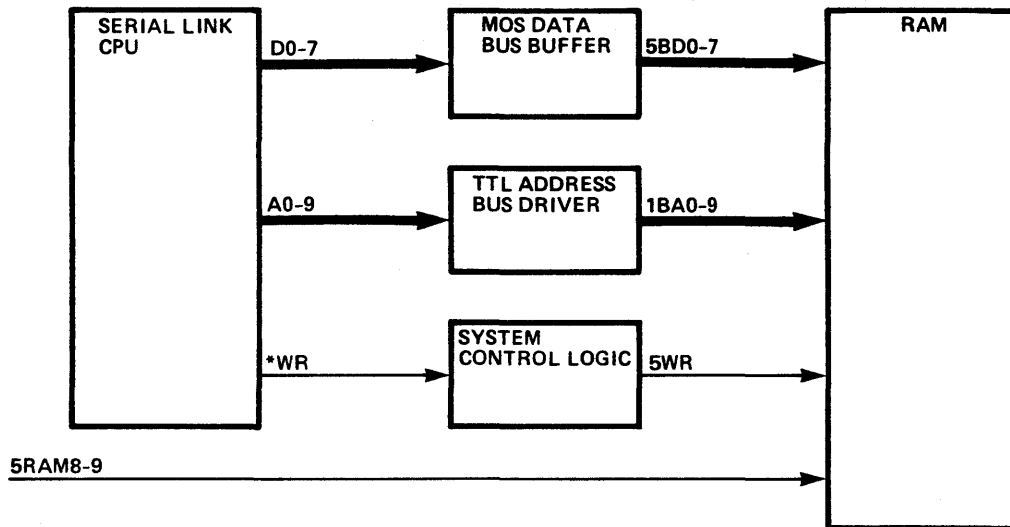 SERIAL LINK
CPU
D0-7
MOS DATA
BUS BUFFER
5BD0-7
RAM
A0-9
TTL ADDRESS
BUS DRIVER
1BA0-9
*WR
SYSTEM
CONTROL LOGIC
5WR
5RAM8-9